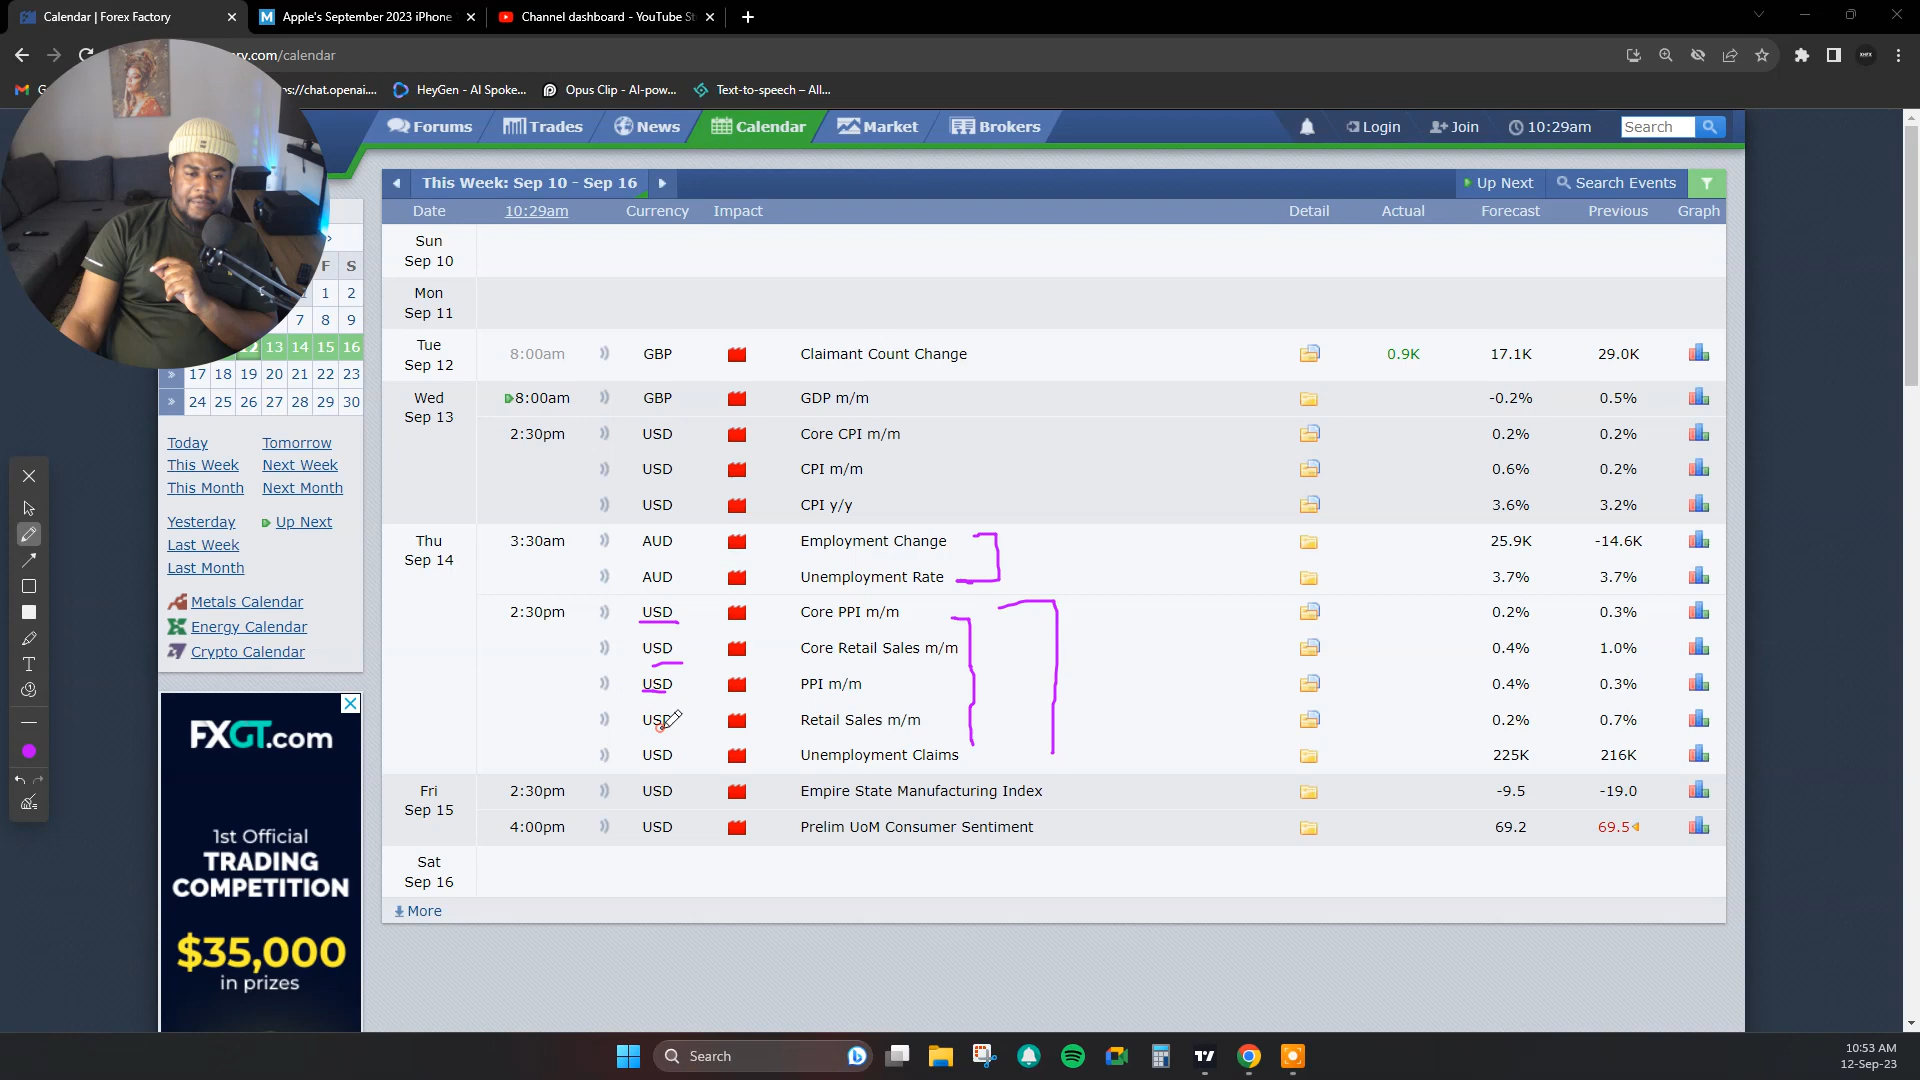 Calendar | Forex Factory
Apple's September 2023 iPhone
Channel dashboard - YouTube St
ry.com/calendar
G
ps://chat.openai....
HeyGen - AI Spoke...
Opus Clip - AI-pow...
Text-to-speech – All...
Forums
Trades
News
Calendar
Market
Brokers
Login
Join
10:29am
Search
This Week: Sep 10 - Sep 16
Up Next
Search Events
Date 10:29am Currency Impact Detail Actual Forecast Previous Graph
Sun
Sep 10
Mon
Sep 11
Tue
Sep 12
8:00am GBP Claimant Count Change 0.9K 17.1K 29.0K
Wed
Sep 13
8:00am GBP GDP m/m -0.2% 0.5%
2:30pm USD Core CPI m/m 0.2% 0.2%
USD CPI m/m 0.6% 0.2%
USD CPI y/y 3.6% 3.2%
Thu
Sep 14
3:30am AUD Employment Change 25.9K -14.6K
AUD Unemployment Rate 3.7% 3.7%
2:30pm USD Core PPI m/m 0.2% 0.3%
USD Core Retail Sales m/m 0.4% 1.0%
USD PPI m/m 0.4% 0.3%
USD Retail Sales m/m 0.2% 0.7%
USD Unemployment Claims 225K 216K
Fri
Sep 15
2:30pm USD Empire State Manufacturing Index -9.5 -19.0
4:00pm USD Prelim UoM Consumer Sentiment 69.2 69.5
Sat
Sep 16
More
F S
1 2
7 8 9
12 13 14 15 16
» 17 18 19 20 21 22 23
» 24 25 26 27 28 29 30
Today Tomorrow
This Week Next Week
This Month Next Month
Yesterday Up Next
Last Week
Last Month
Metals Calendar
Energy Calendar
Crypto Calendar
FXGT.com
1st Official
TRADING
COMPETITION
$35,000
in prizes
T
Search
10:53 AM
12-Sep-23